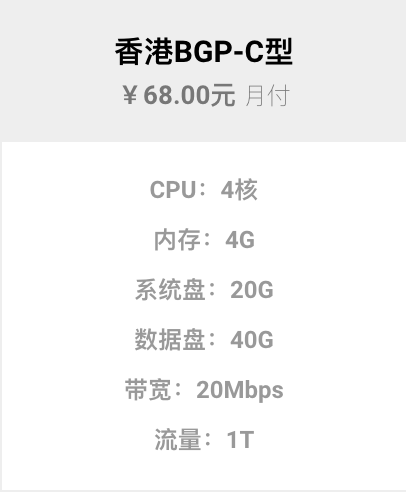 香港BGP-C型
￥68.00元 月付
CPU：4核
内存：4G
系统盘：20G
数据盘：40G
带宽：20Mbps
流量：1T